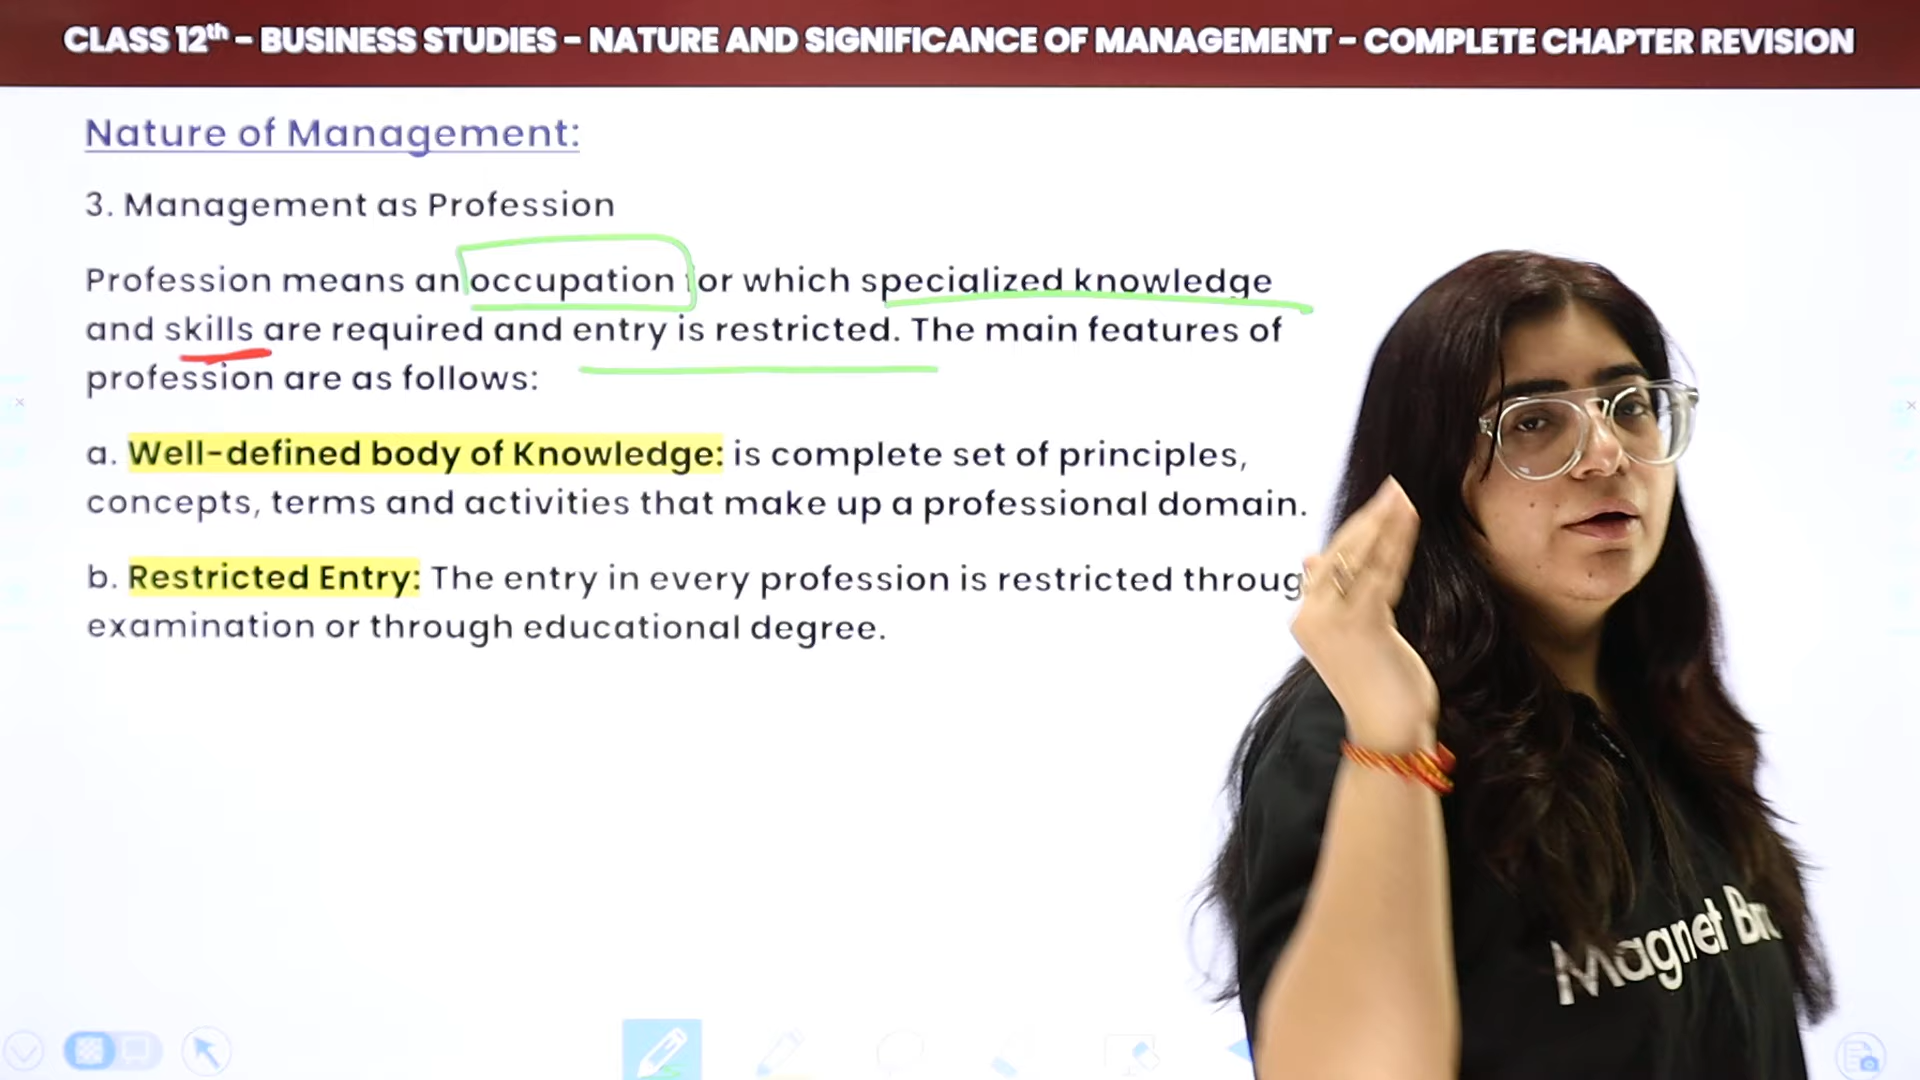 CLASS 12th - BUSINESS STUDIES - NATURE AND SIGNIFICANCE OF MANAGEMENT - COMPLETE CHAPTER REVISION
Nature of Management:
3. Management as Profession
Profession means an occupation for which specialized knowledge
and skills are required and entry is restricted. The main features of
profession are as follows:
a. Well-defined body of Knowledge: is complete set of principles,
concepts, terms and activities that make up a professional domain.
b. Restricted Entry: The entry in every profession is restricted throug
examination or through educational degree.
Magnet Br